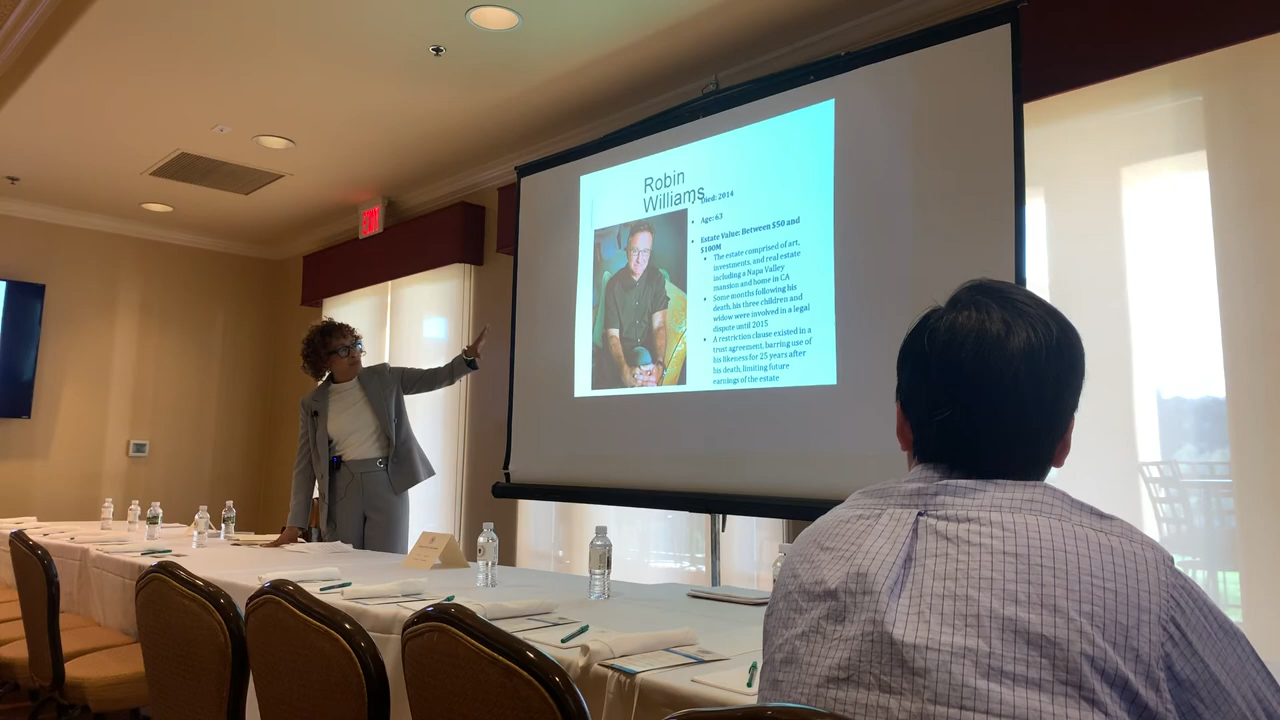 EXIT
Robin
Williams
Died: 2014
Age: 63
Estate Value: Between $50 and
$100M
The estate comprised of art,
investments, and real estate
including a Napa Valley
mansion and home in CA
Some months following his
death, his three children and
widow were involved in a legal
dispute until 2015
A restriction clause existed in a
trust agreement, barring use of
his likeness for 25 years after
his death, limiting future
earnings of the estate